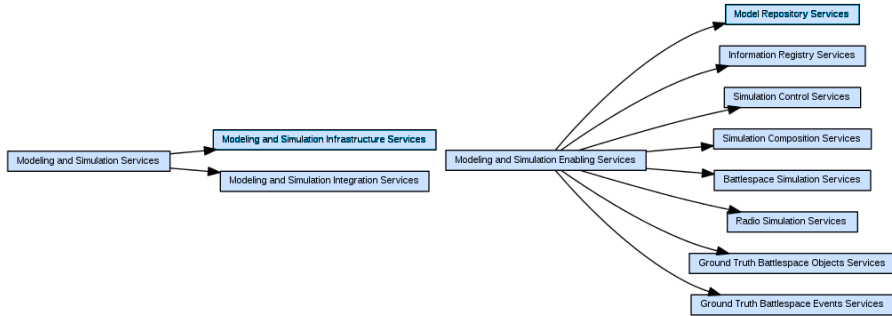 Modeling and Simulation Services
Modeling and Simulation Infrastructure Services
Modeling and Simulation Integration Services
Modeling and Simulation Enabling Services
Model Repository Services
Information Registry Services
Simulation Control Services
Simulation Composition Services
Battlespace Simulation Services
Radio Simulation Services
Ground Truth Battlespace Objects Services
Ground Truth Battlespace Events Services